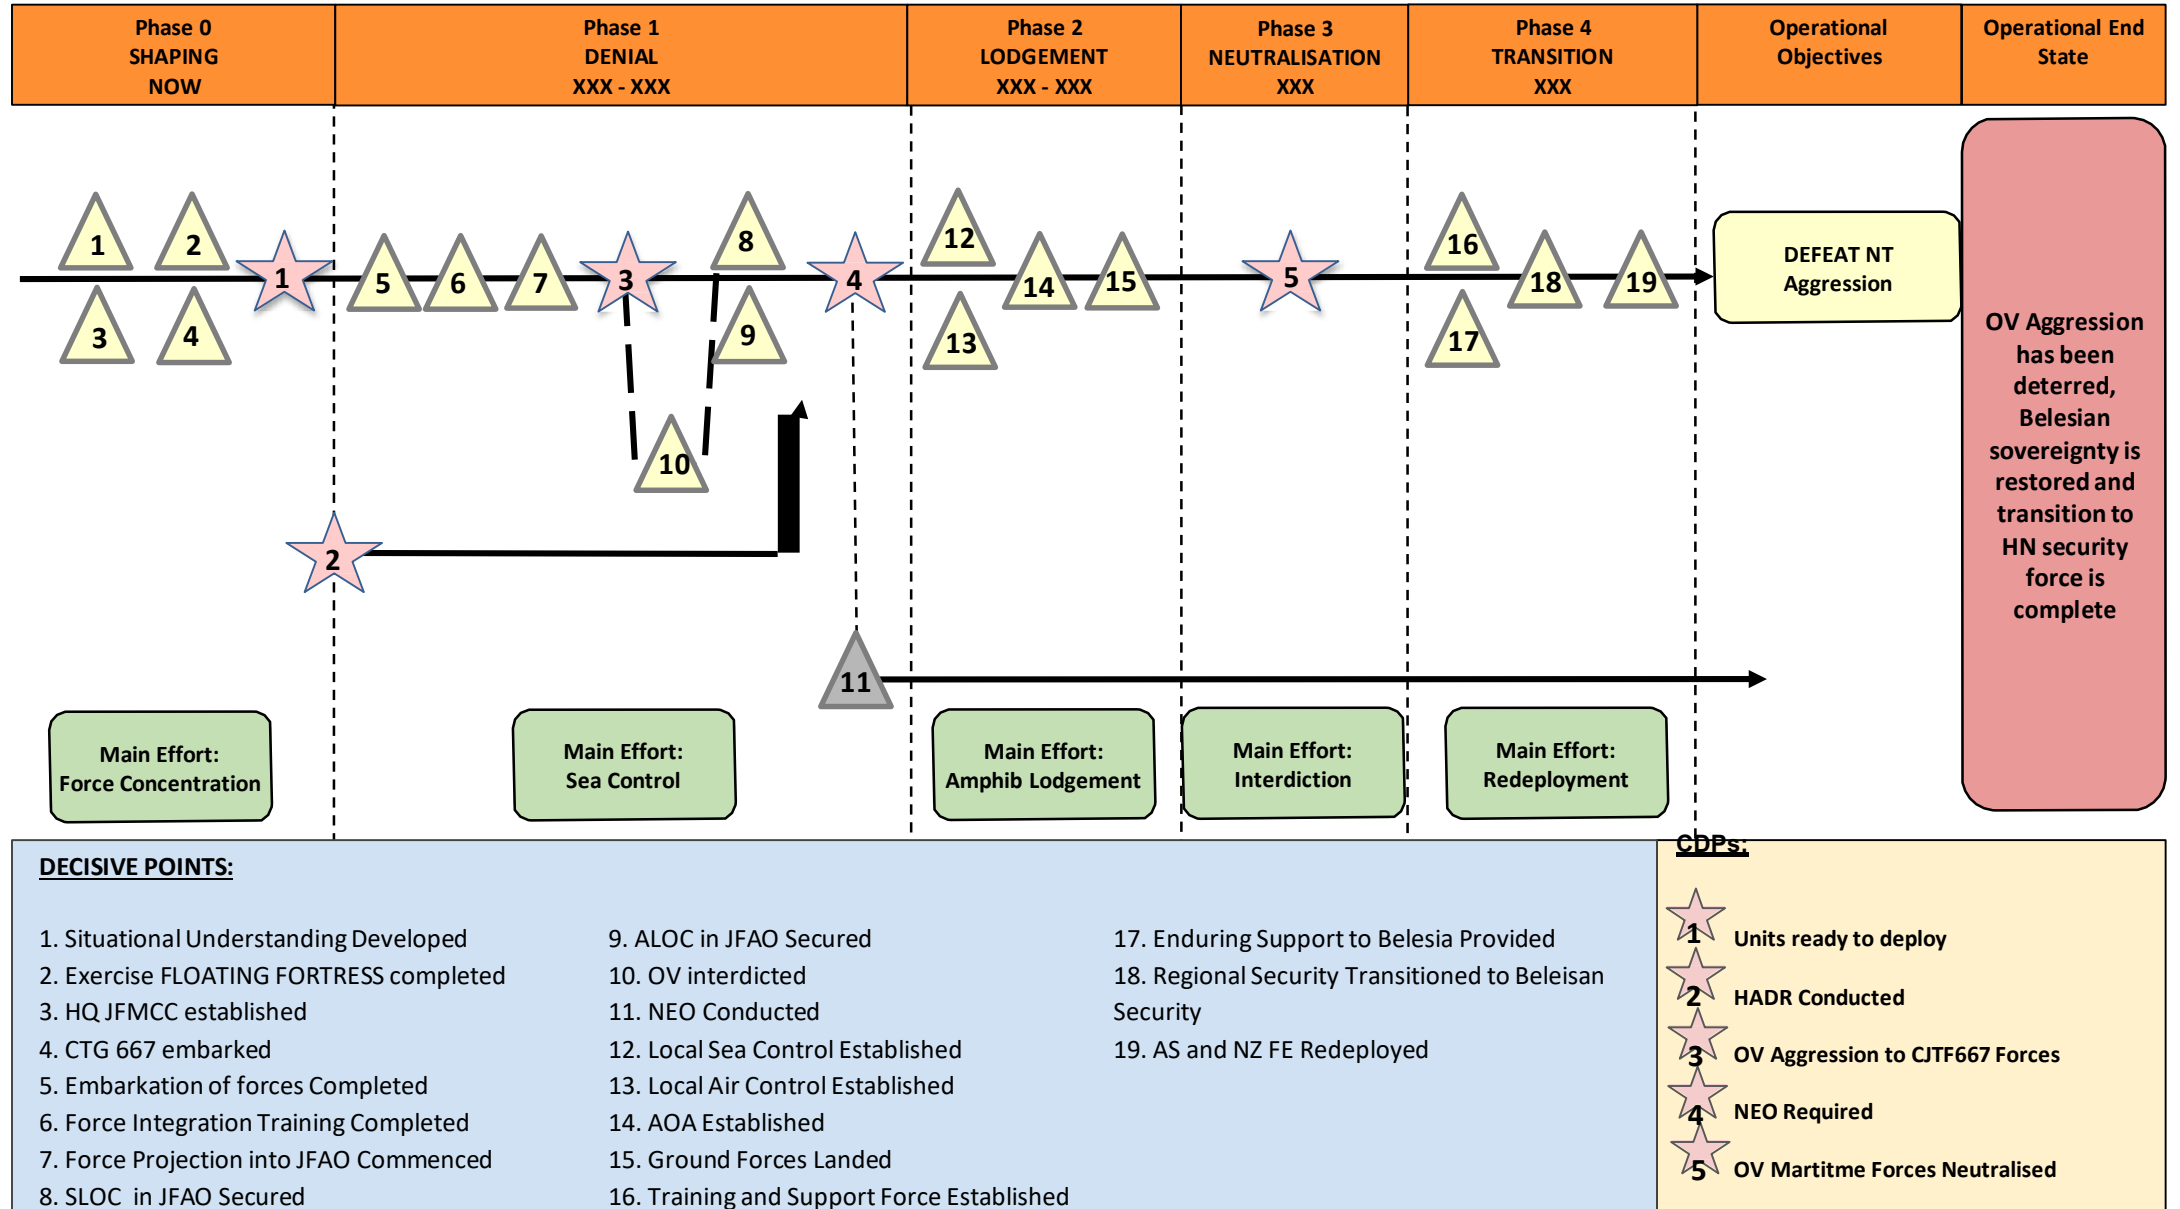 Phase 0
SHAPING
NOW
Phase 1
DENIAL
XXX - XXX
Phase 2
LODGEMENT
XXX - XXX
Phase 3
NEUTRALISATION
XXX
Phase 4
TRANSITION
XXX
Operational
Objectives
Operational End
State
1
2
3
4
1
5
6
7
3
8
9
10
4
2
11
12
13
14
15
5
16
17
18
19
DEFEAT NT
Aggression
OV Aggression
has been
deterred,
Belesian
sovereignty is
restored and
transition to
HN security
force is
complete
Main Effort:
Force Concentration
Main Effort:
Sea Control
Main Effort:
Amphib Lodgement
Main Effort:
Interdiction
Main Effort:
Redeployment
DECISIVE POINTS:
1. Situational Understanding Developed
2. Exercise FLOATING FORTRESS completed
3. HQ JFMCC established
4. CTG 667 embarked
5. Embarkation of forces Completed
6. Force Integration Training Completed
7. Force Projection into JFAO Commenced
8. SLOC in JFAO Secured
9. ALOC in JFAO Secured
10. OV interdicted
11. NEO Conducted
12. Local Sea Control Established
13. Local Air Control Established
14. AOA Established
15. Ground Forces Landed
16. Training and Support Force Established
17. Enduring Support to Belesia Provided
18. Regional Security Transitioned to Beleisan
Security
19. AS and NZ FE Redeployed
CDPs:
1 Units ready to deploy
2 HADR Conducted
3 OV Aggression to CJTF667 Forces
4 NEO Required
5 OV Martitme Forces Neutralised